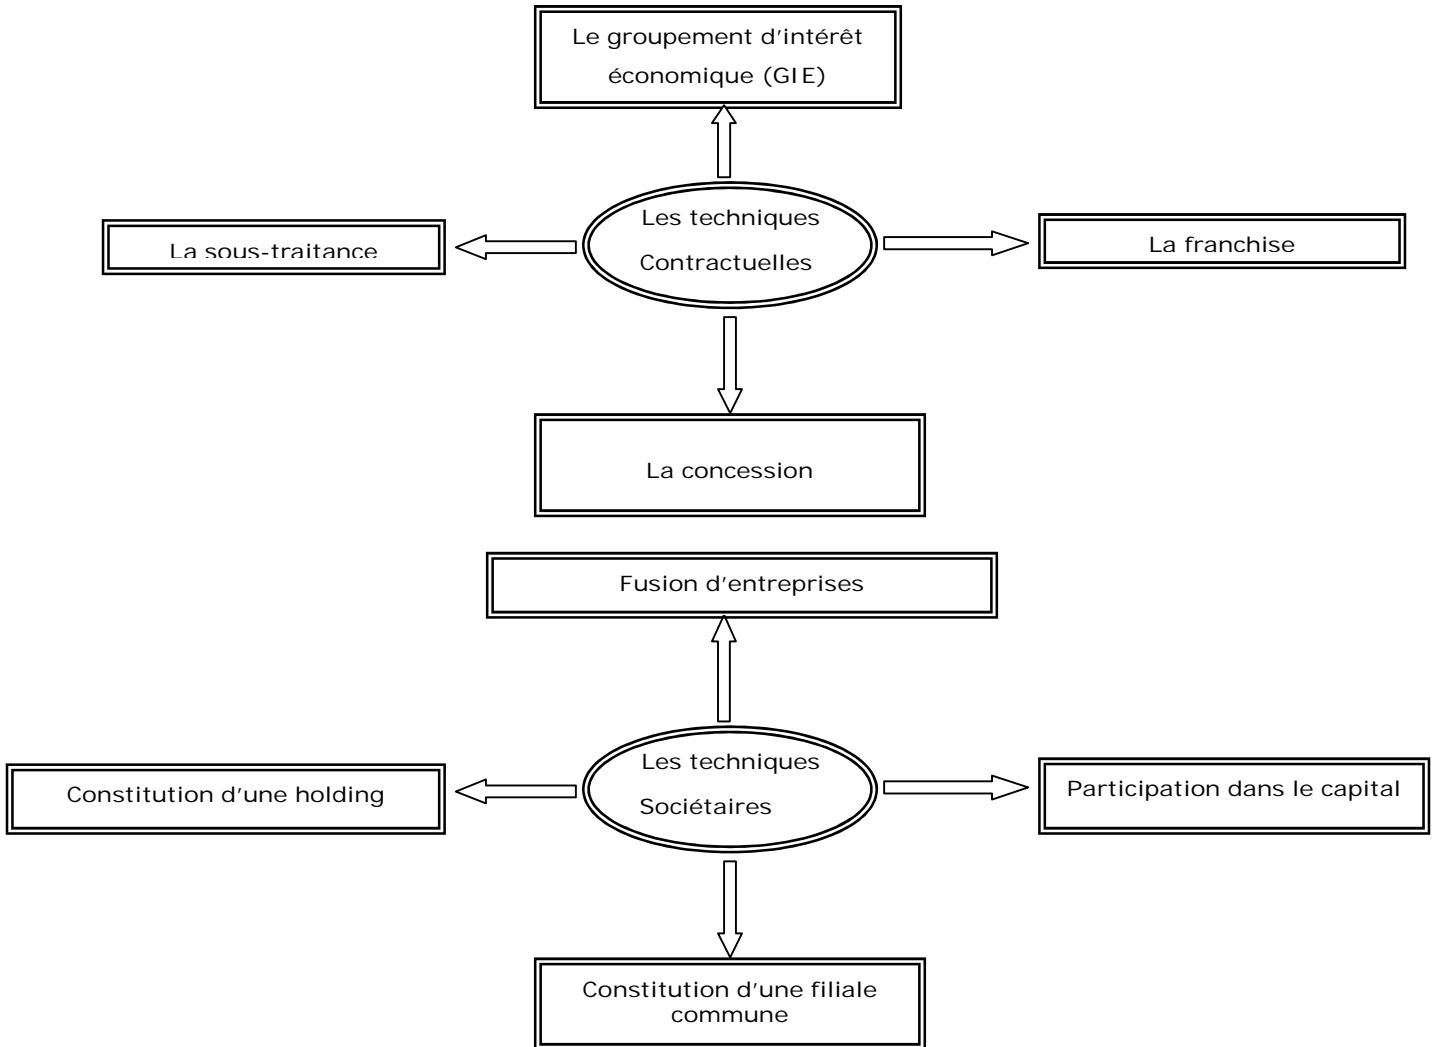 Le groupement d'intérêt
économique (GIE)
Les techniques
Contractuelles
La sous-traitance
La franchise
La concession
Fusion d'entreprises
Les techniques
Sociétaires
Constitution d'une holding
Participation dans le capital
Constitution d'une filiale
commune